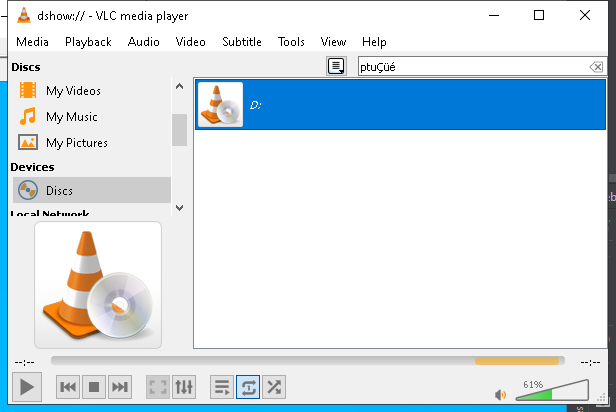 dshow:// - VLC media player
Media Playback Audio Video Subtitle Tools View Help
Discs
ptuÇüé
My Videos
My Music
My Pictures
Devices
Discs
Local Network
D:
--:-- --:--
61%